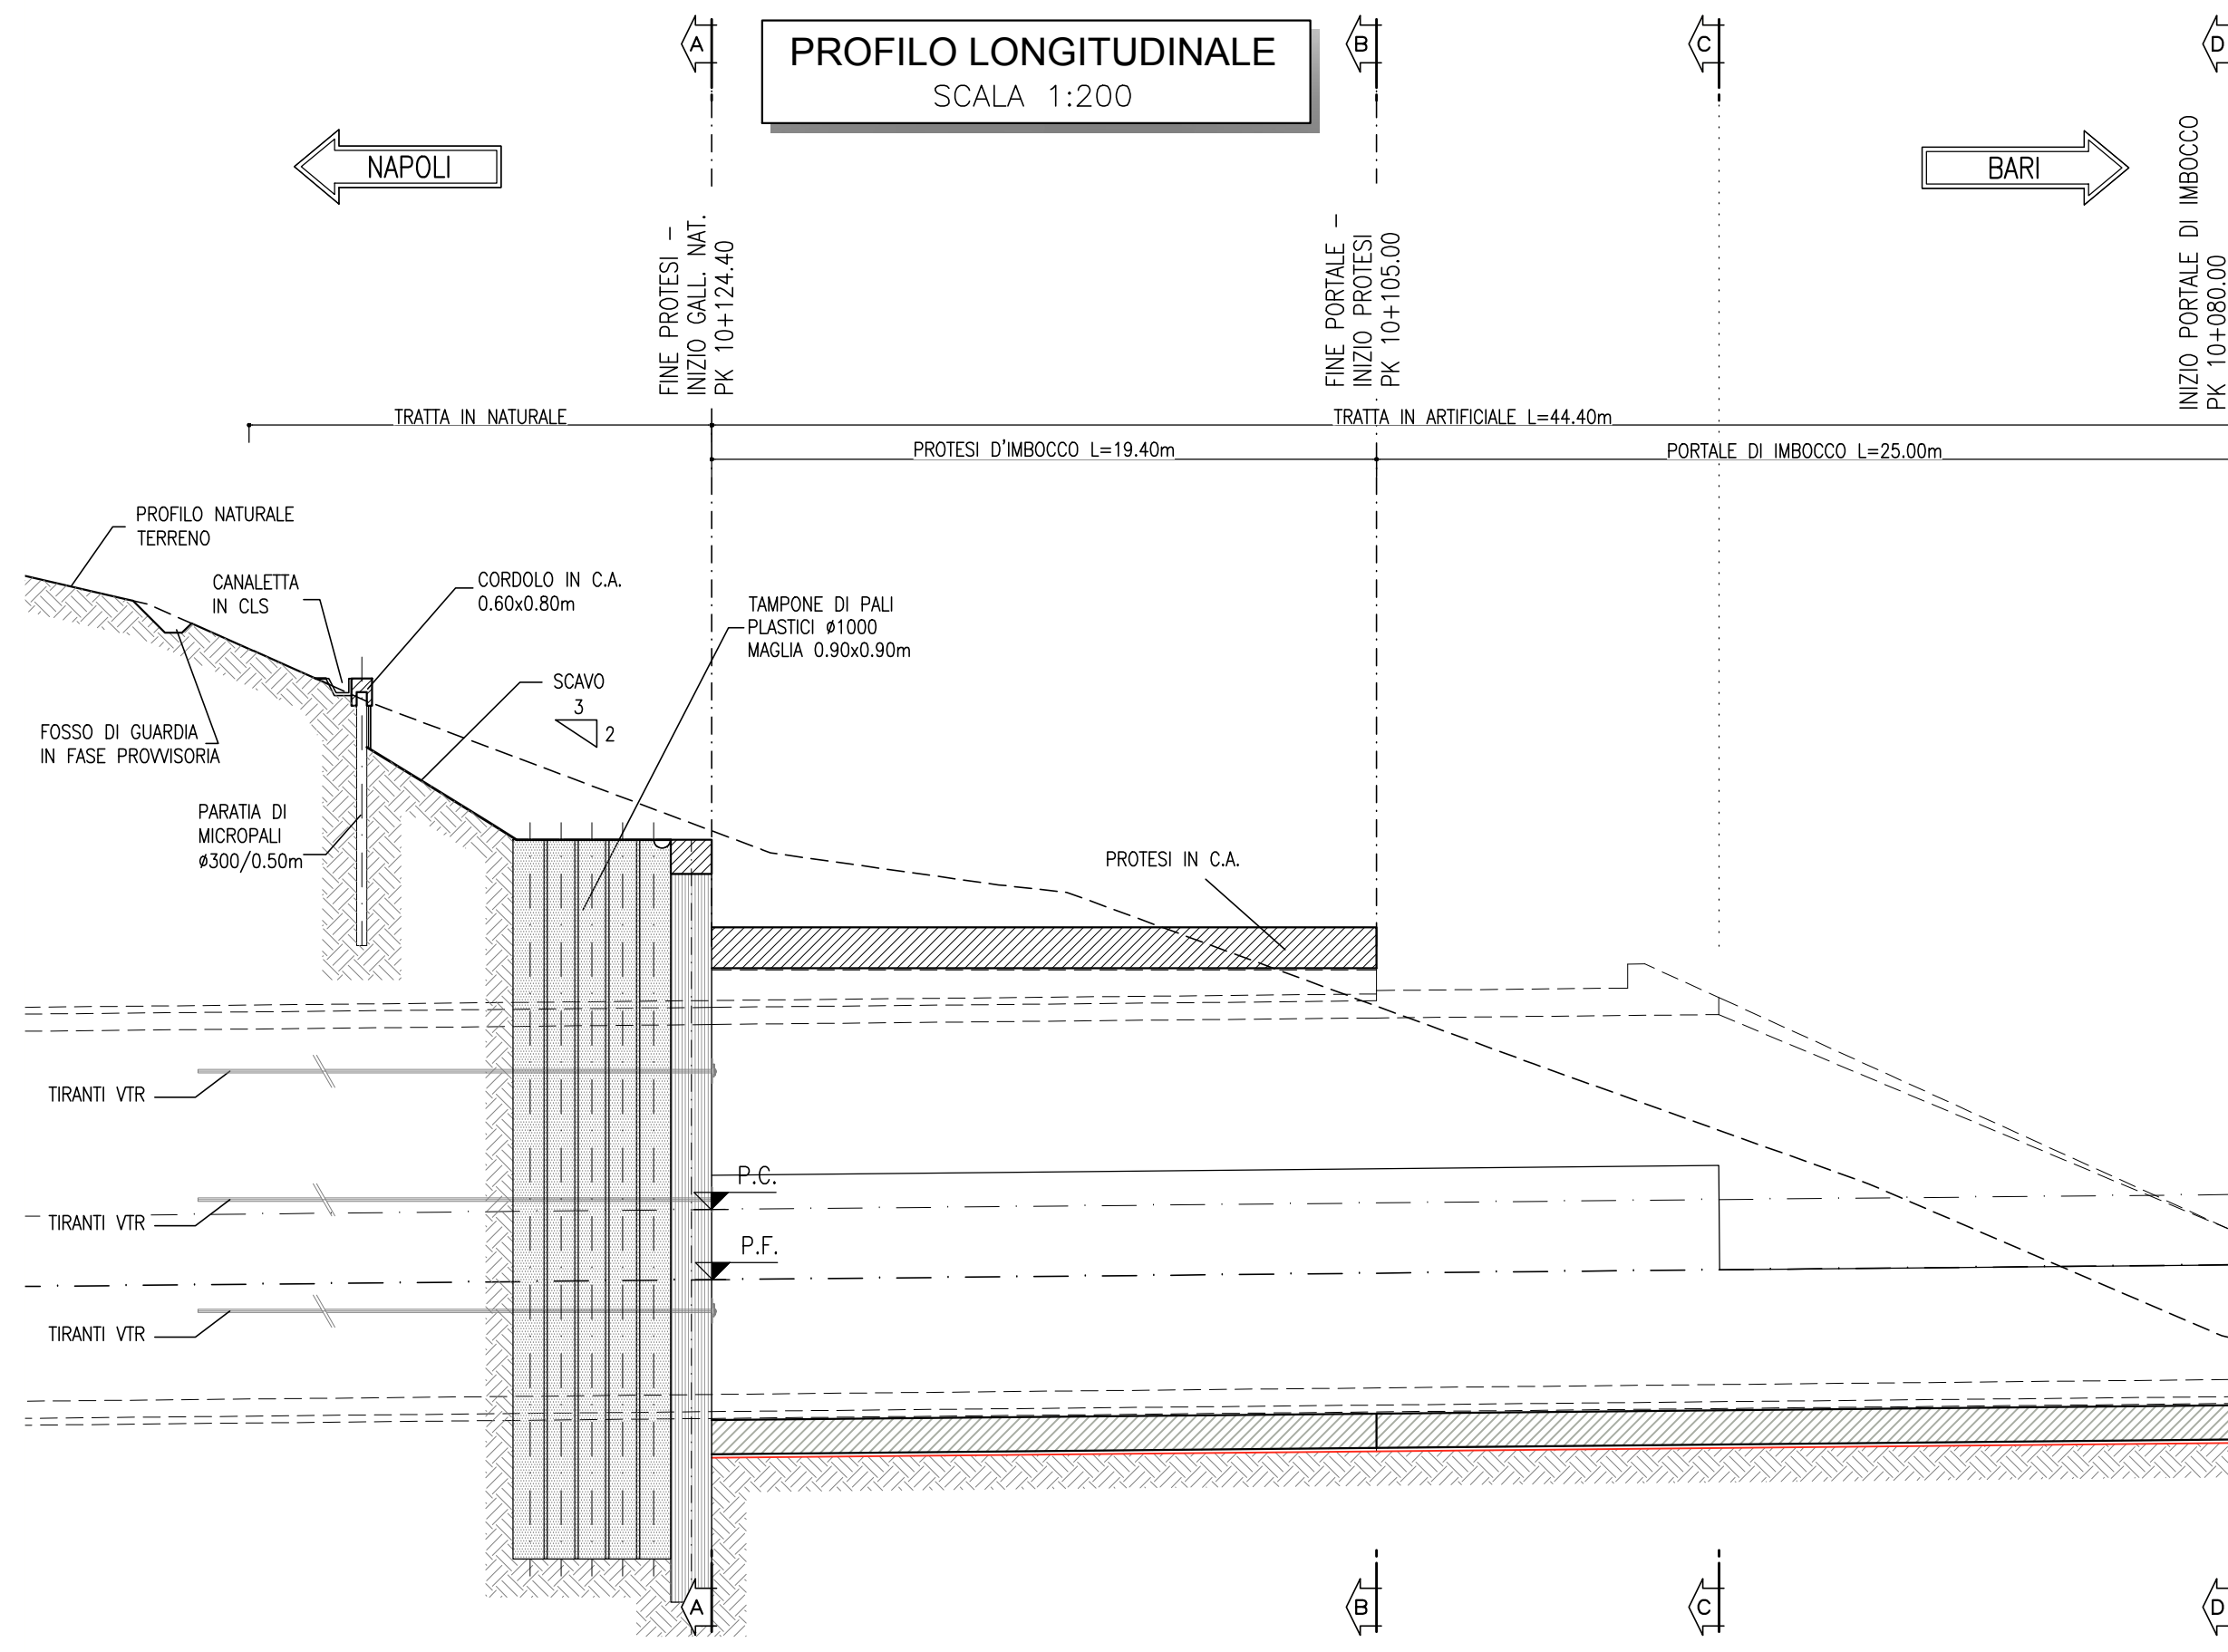 A
B
C
D
PROFILO LONGITUDINALE
SCALA 1:200
NAPOLI
BARI
FINE PROTESI –
INIZIO GALL. NAT.
PK 10+124.40
FINE PORTALE –
INIZIO PROTESI
PK 10+105.00
INIZIO PORTALE DI IMBOCCO
PK 10+080.00
TRATTA IN NATURALE
TRATTA IN ARTIFICIALE L=44.40m
PROTESI D'IMBOCCO L=19.40m
PORTALE DI IMBOCCO L=25.00m
PROFILO NATURALE
TERRENO
CANALETTA
IN CLS
CORDOLO IN C.A.
0.60x0.80m
TAMPONE DI PALI
PLASTICI ø1000
MAGLIA 0.90x0.90m
SCAVO
3
2
FOSSO DI GUARDIA
IN FASE PROVVISORIA
PARATIA DI
MICROPALI
ø300/0.50m
PROTESI IN C.A.
TIRANTI VTR
P.C.
TIRANTI VTR
P.F.
TIRANTI VTR
A
B
C
D